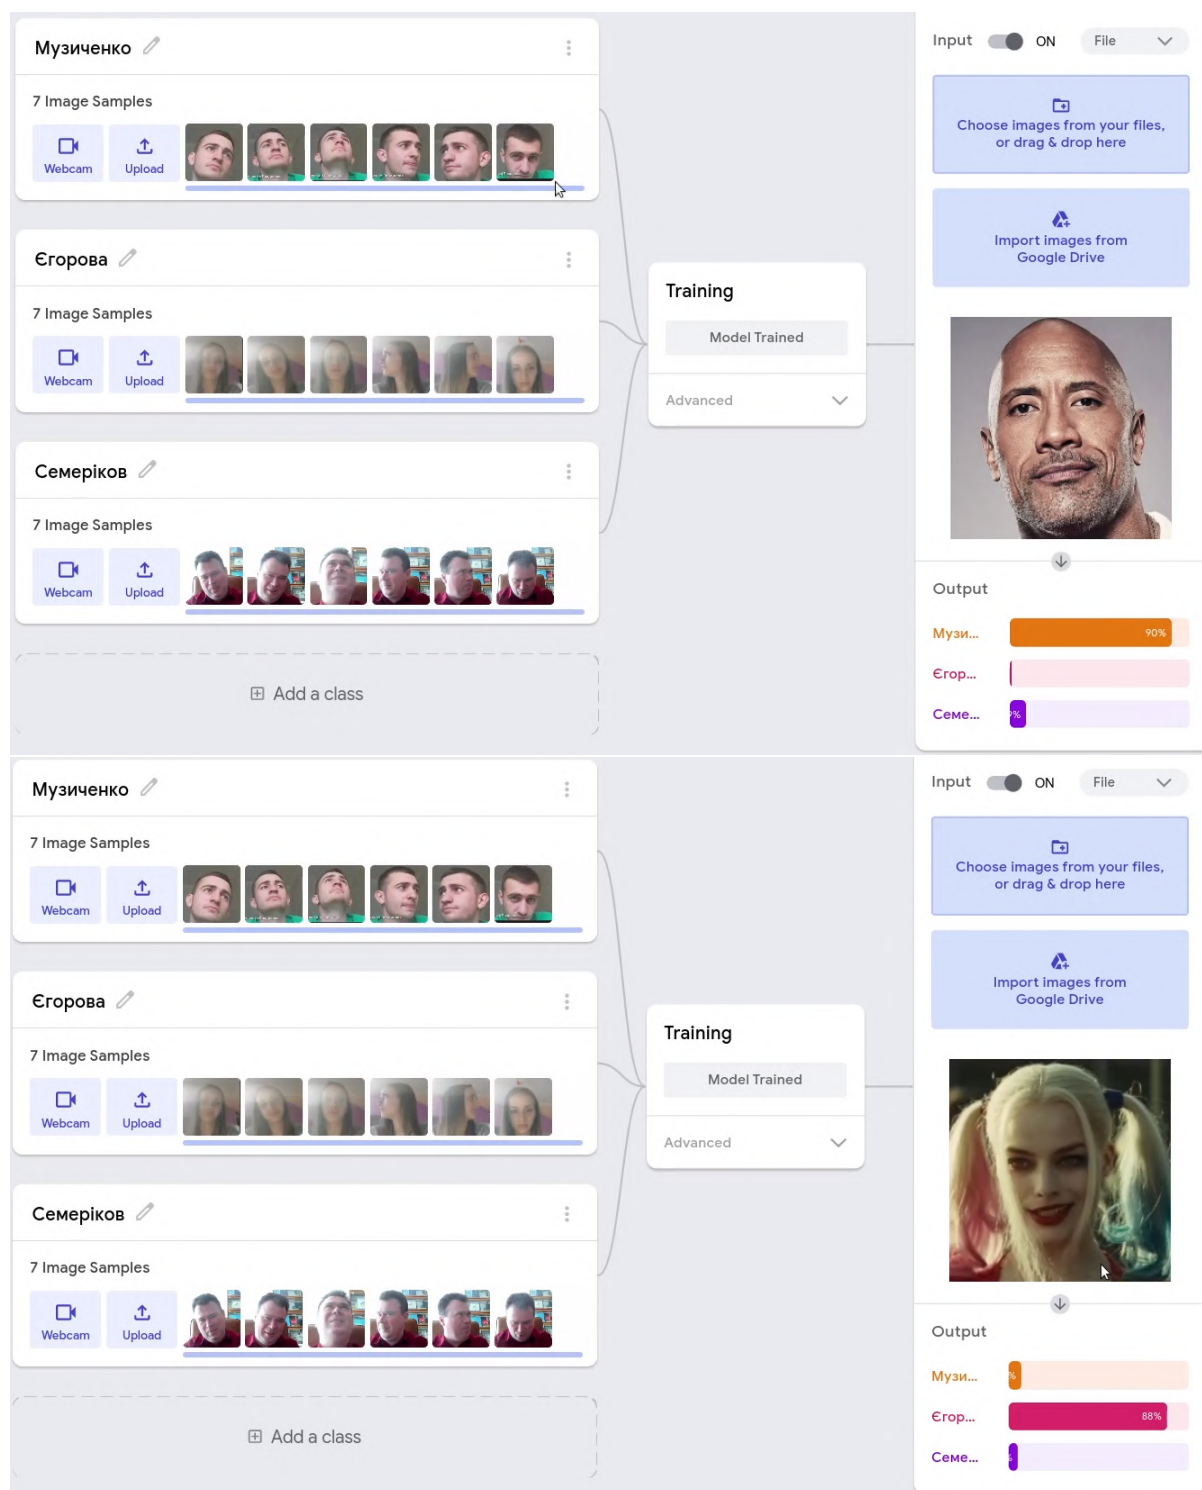 Музиченко
7 Image Samples
Webcam
Upload
Єгорова
7 Image Samples
Webcam
Upload
Семеріков
7 Image Samples
Webcam
Upload
Add a class
Training
Model Trained
Advanced
Input ON File
Choose images from your files,
or drag & drop here
Import images from
Google Drive
Output
Музи... 90%
Єгор...
Семе... 9%
Музиченко
7 Image Samples
Webcam
Upload
Єгорова
7 Image Samples
Webcam
Upload
Семеріков
7 Image Samples
Webcam
Upload
Add a class
Training
Model Trained
Advanced
Input ON File
Choose images from your files,
or drag & drop here
Import images from
Google Drive
Output
Музи... %
Єгор... 88%
Семе...